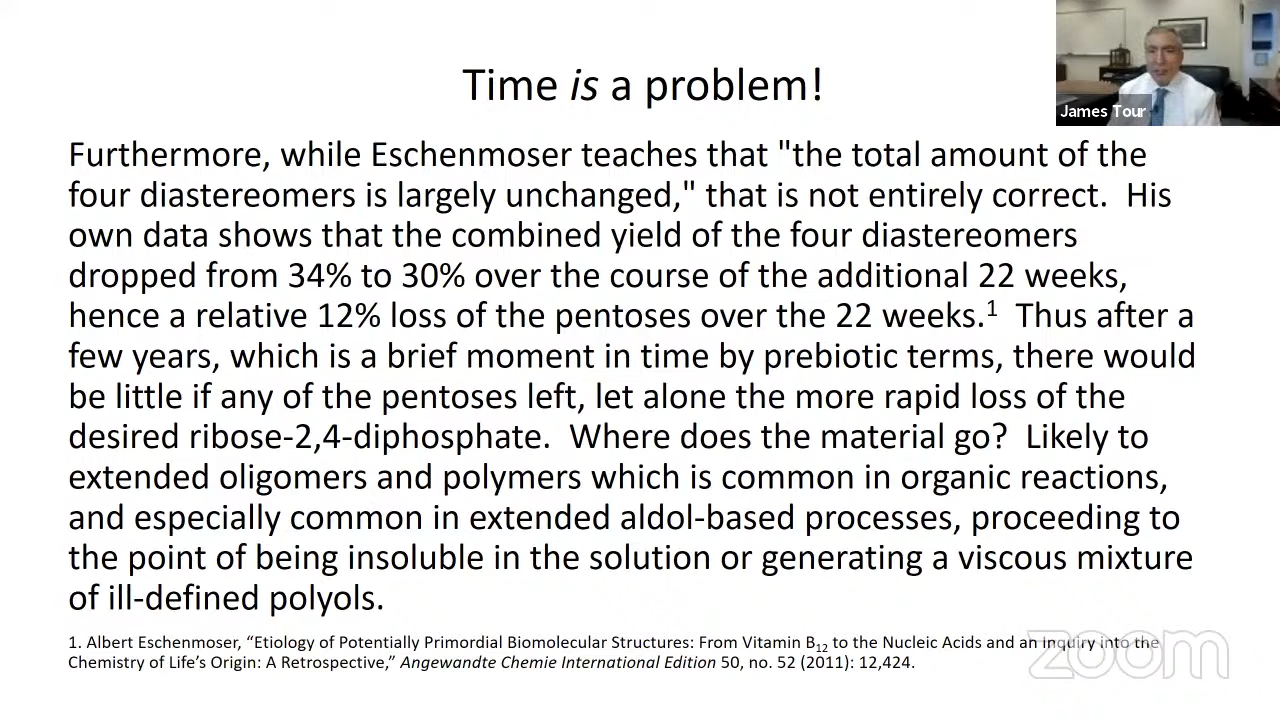 Time is a problem!
James Tour
Furthermore, while Eschenmoser teaches that "the total amount of the
four diastereomers is largely unchanged," that is not entirely correct.  His
own data shows that the combined yield of the four diastereomers
dropped from 34% to 30% over the course of the additional 22 weeks,
hence a relative 12% loss of the pentoses over the 22 weeks.1  Thus after a
few years, which is a brief moment in time by prebiotic terms, there would
be little if any of the pentoses left, let alone the more rapid loss of the
desired ribose-2,4-diphosphate.  Where does the material go?  Likely to
extended oligomers and polymers which is common in organic reactions,
and especially common in extended aldol-based processes, proceeding to
the point of being insoluble in the solution or generating a viscous mixture
of ill-defined polyols.
1. Albert Eschenmoser, “Etiology of Potentially Primordial Biomolecular Structures: From Vitamin B12 to the Nucleic Acids and an inquiry into the
Chemistry of Life’s Origin: A Retrospective,” Angewandte Chemie International Edition 50, no. 52 (2011): 12,424.
zoom